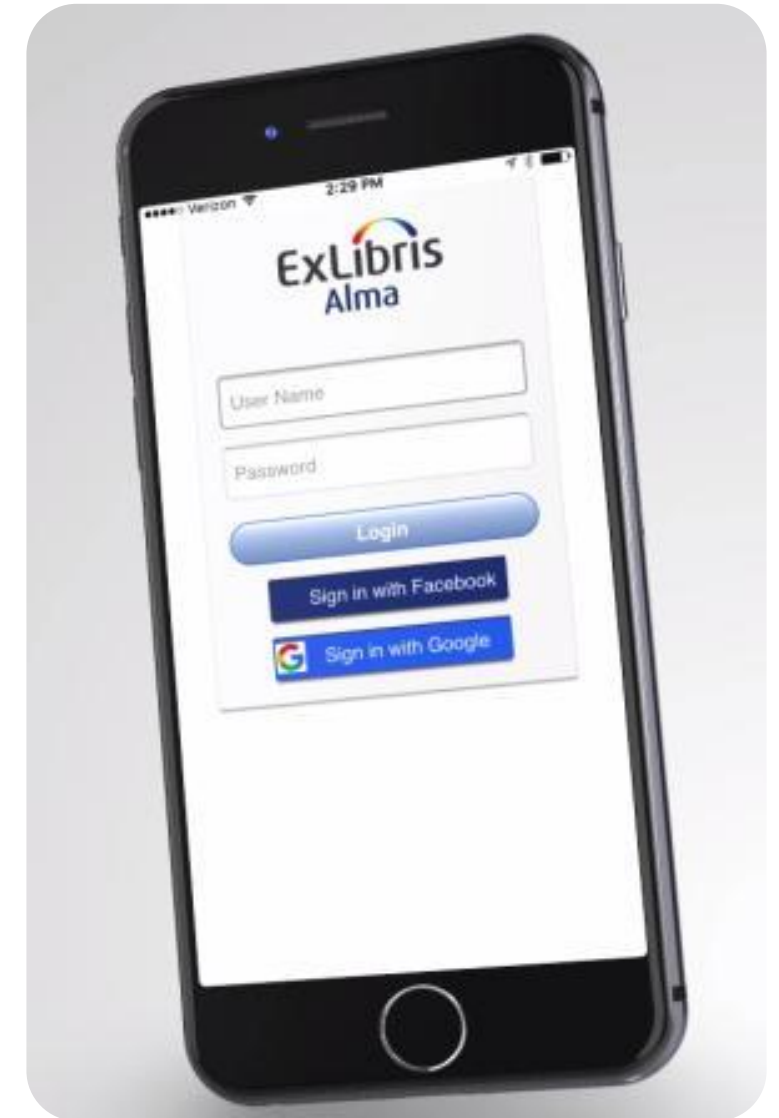 Verizon
2:29 PM
ExLibris
Alma
User Name
Password
Login
Sign in with Facebook
G Sign in with Google